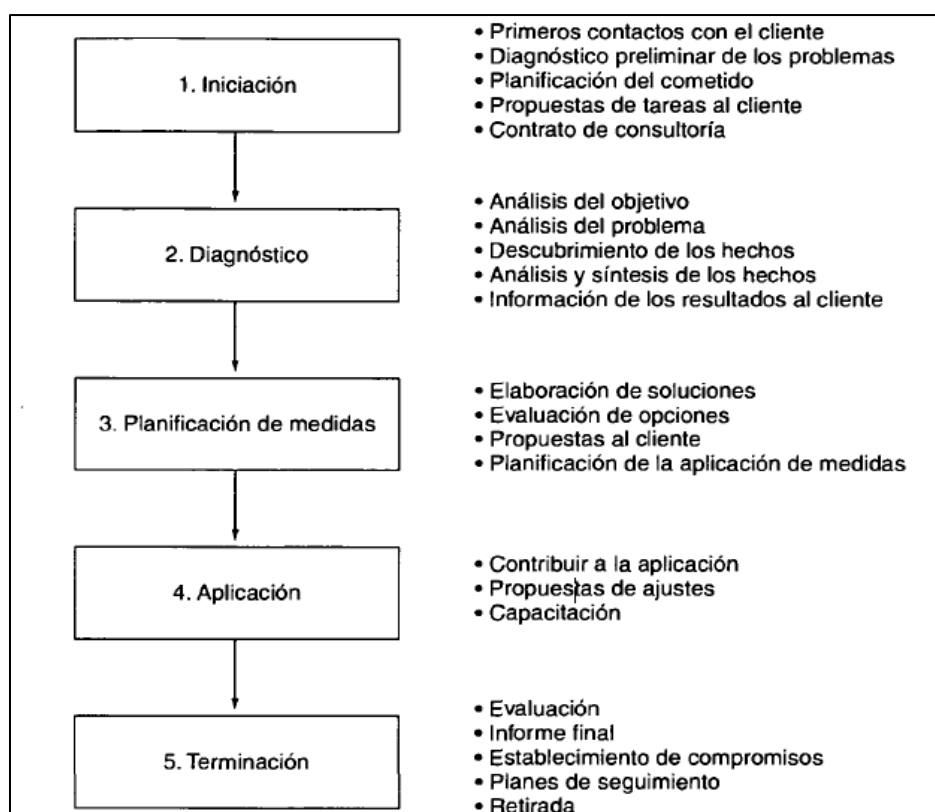 1. Iniciación
• Primeros contactos con el cliente
• Diagnóstico preliminar de los problemas
• Planificación del cometido
• Propuestas de tareas al cliente
• Contrato de consultoría
2. Diagnóstico
• Análisis del objetivo
• Análisis del problema
• Descubrimiento de los hechos
• Análisis y síntesis de los hechos
• Información de los resultados al cliente
3. Planificación de medidas
• Elaboración de soluciones
• Evaluación de opciones
• Propuestas al cliente
• Planificación de la aplicación de medidas
4. Aplicación
• Contribuir a la aplicación
• Propuestas de ajustes
• Capacitación
5. Terminación
• Evaluación
• Informe final
• Establecimiento de compromisos
• Planes de seguimiento
• Retirada